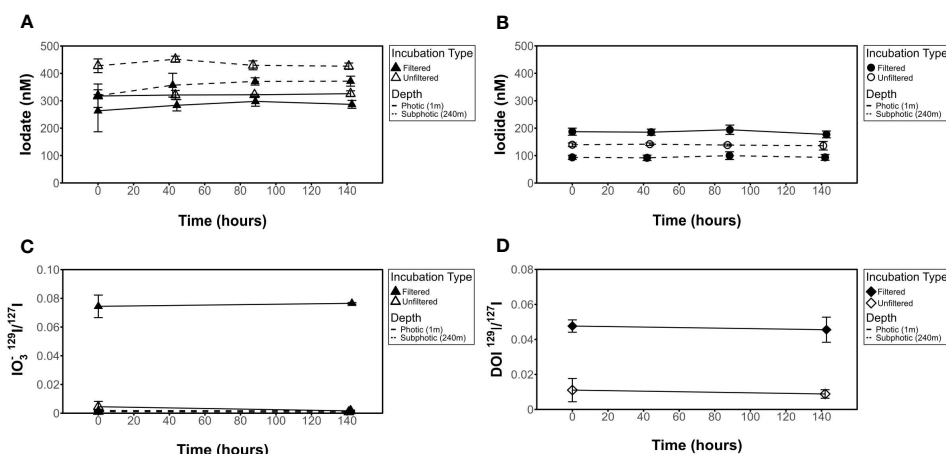 A
500
400
300
200
100
0
Iodate (nM)
0 20 40 60 80 100 120 140
Time (hours)
Incubation Type
Filtered
Unfiltered
Depth
Photic (1m)
Subphotic (240m)
B
500
400
300
200
100
0
Iodide (nM)
0 20 40 60 80 100 120 140
Time (hours)
Incubation Type
Filtered
Unfiltered
Depth
Photic (1m)
Subphotic (240m)
C
0.10
0.08
0.06
0.04
0.02
0
IO₃⁻ ¹²⁹I/¹²⁷I
0 20 40 60 80 100 120 140
Time (hours)
Incubation Type
Filtered
Unfiltered
Depth
Photic (1m)
Subphotic (240m)
D
0.08
0.06
0.04
0.02
0
DOI ¹²⁹I/¹²⁷I
0 20 40 60 80 100 120 140
Time (hours)
Incubation Type
Filtered
Unfiltered
Depth
Photic (1m)
Subphotic (240m)